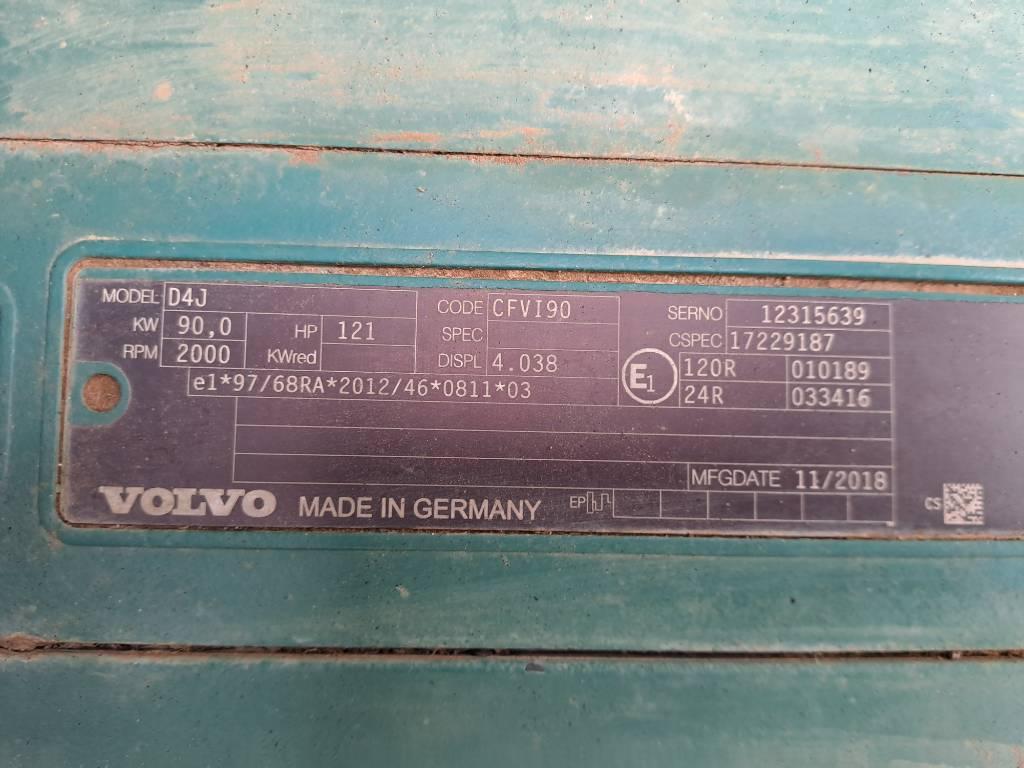 MODEL D4J CODE CFVI90 SERNO 12315639
KW 90,0 HP 121 SPEC CSPEC 17229187
RPM 2000 KWred DISPL 4.038 E1 120R 010189
e1*97/68RA*2012/46*0811*03 24R 033416
MFGDATE 11/2018
VOLVO MADE IN GERMANY EP CS